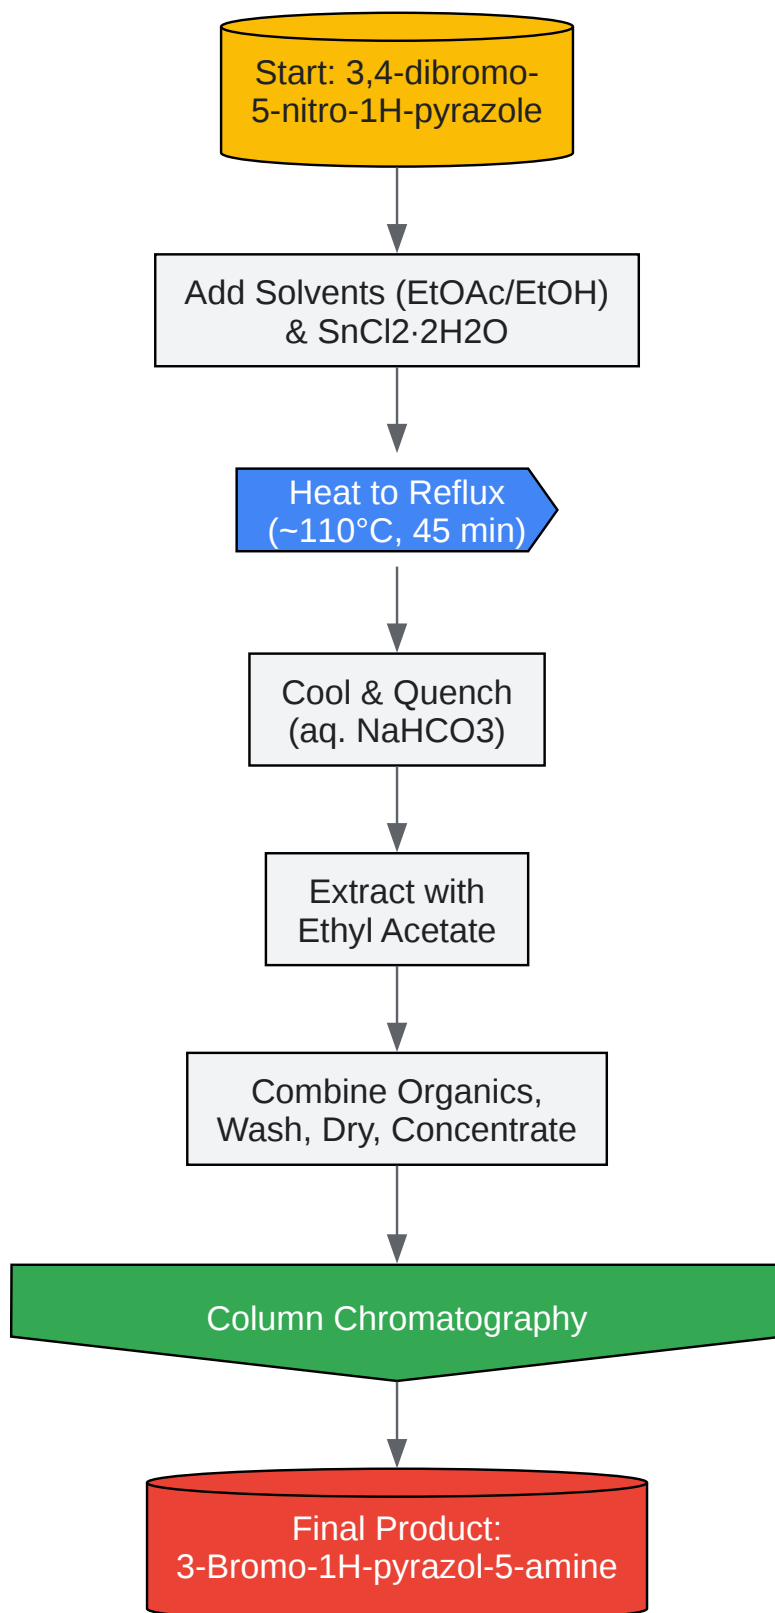 Start: 3,4-dibromo-
5-nitro-1H-pyrazole
Add Solvents (EtOAc/EtOH)
& SnCl2·2H2O
Heat to Reflux
(~110°C, 45 min)
Cool & Quench
(aq. NaHCO3)
Extract with
Ethyl Acetate
Combine Organics,
Wash, Dry, Concentrate
Column Chromatography
Final Product:
3-Bromo-1H-pyrazol-5-amine